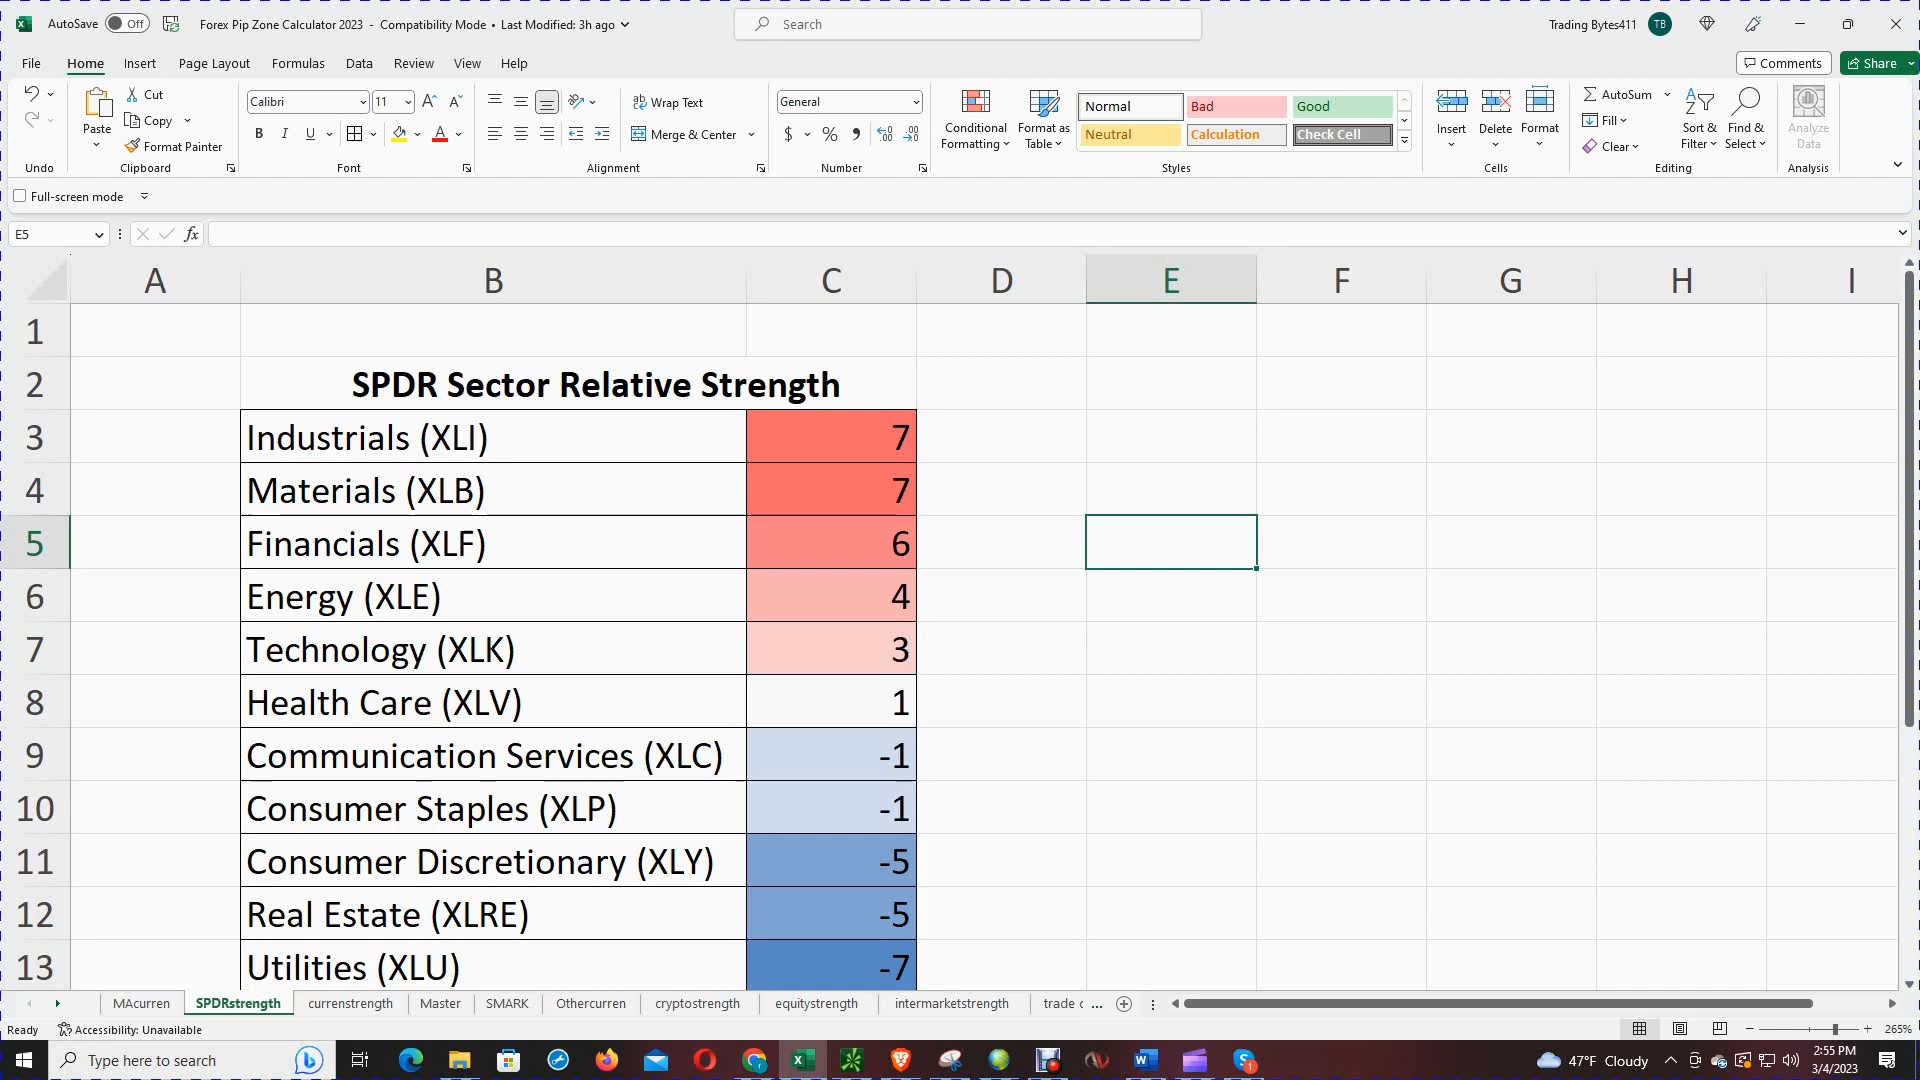 AutoSave Off Forex Pip Zone Calculator 2023 - Compatibility Mode • Last Modified: 3h ago Search Trading Bytes411 TB
File Home Insert Page Layout Formulas Data Review View Help Comments Share
Paste Cut Copy Format Painter
Calibri 11 B I U A
Wrap Text Merge & Center
General $ %
Conditional Formatting Format as Table
Normal Bad Good
Neutral Calculation Check Cell
Insert Delete Format
AutoSum Fill Clear Sort & Filter Find & Select
Analyze Data
Undo Clipboard Font Alignment Number Styles Cells Editing Analysis
Full-screen mode
E5 fx
A B C D E F G H I
1
2 SPDR Sector Relative Strength
3 Industrials (XLI) 7
4 Materials (XLB) 7
5 Financials (XLF) 6
6 Energy (XLE) 4
7 Technology (XLK) 3
8 Health Care (XLV) 1
9 Communication Services (XLC) -1
10 Consumer Staples (XLP) -1
11 Consumer Discretionary (XLY) -5
12 Real Estate (XLRE) -5
13 Utilities (XLU) -7
MAcurren SPDRstrength currenstrength Master SMARK Othercurren cryptostrength equitystrength intermarketstrength trade c ...
Ready Accessibility: Unavailable 265%
Type here to search 47°F Cloudy 2:55 PM
3/4/2023